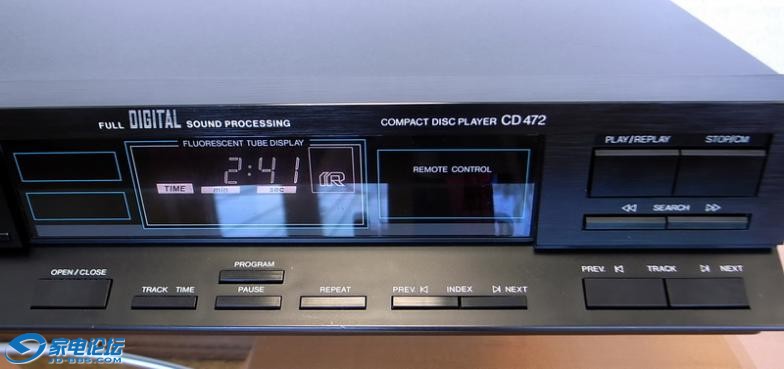 FULL DIGITAL SOUND PROCESSING
COMPACT DISC PLAYER CD 472
FLUORESCENT TUBE DISPLAY
2:41
TIME min sec
IR
REMOTE CONTROL
PLAY/REPLAY STOP/CM
SEARCH
OPEN/CLOSE
PROGRAM
TRACK TIME PAUSE REPEAT
PREV. INDEX NEXT
PREV. TRACK NEXT
家电论坛
JD-BBS.COM